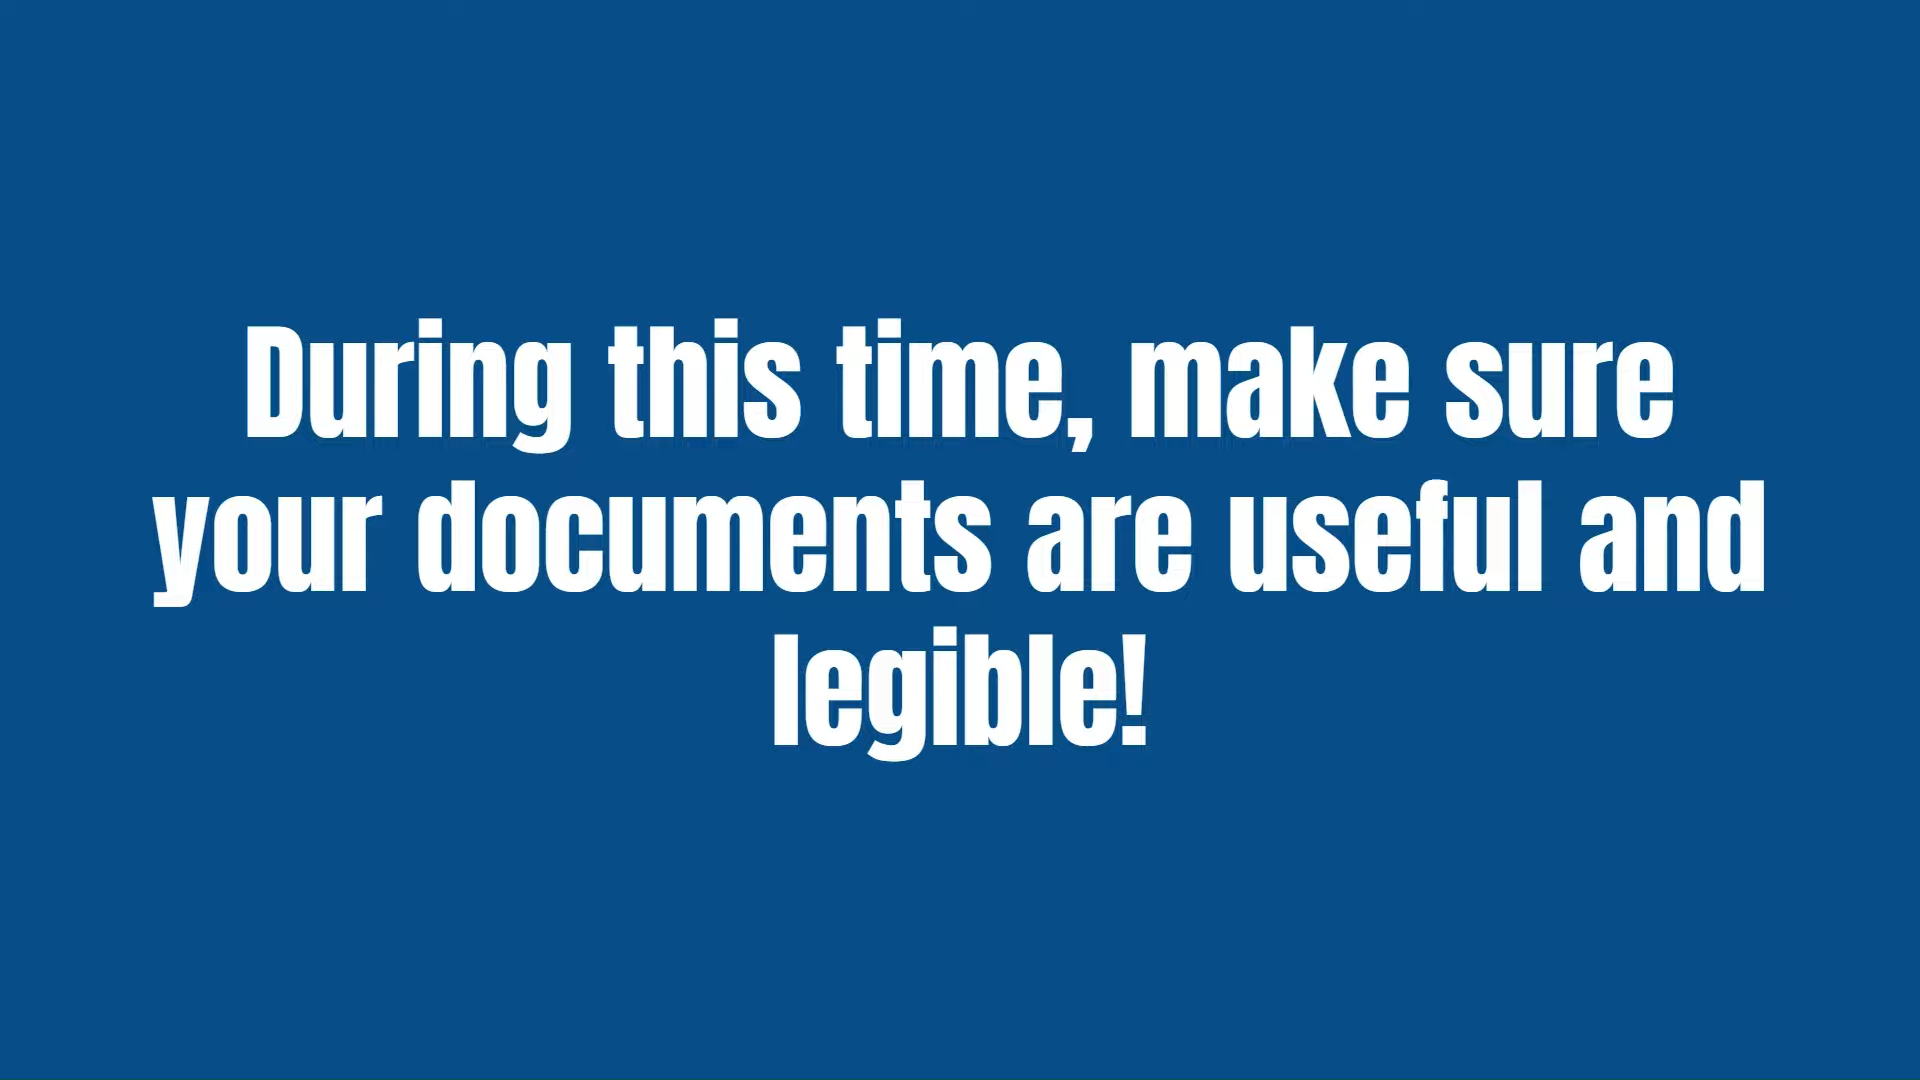 During this time, make sure
your documents are useful and
legible!